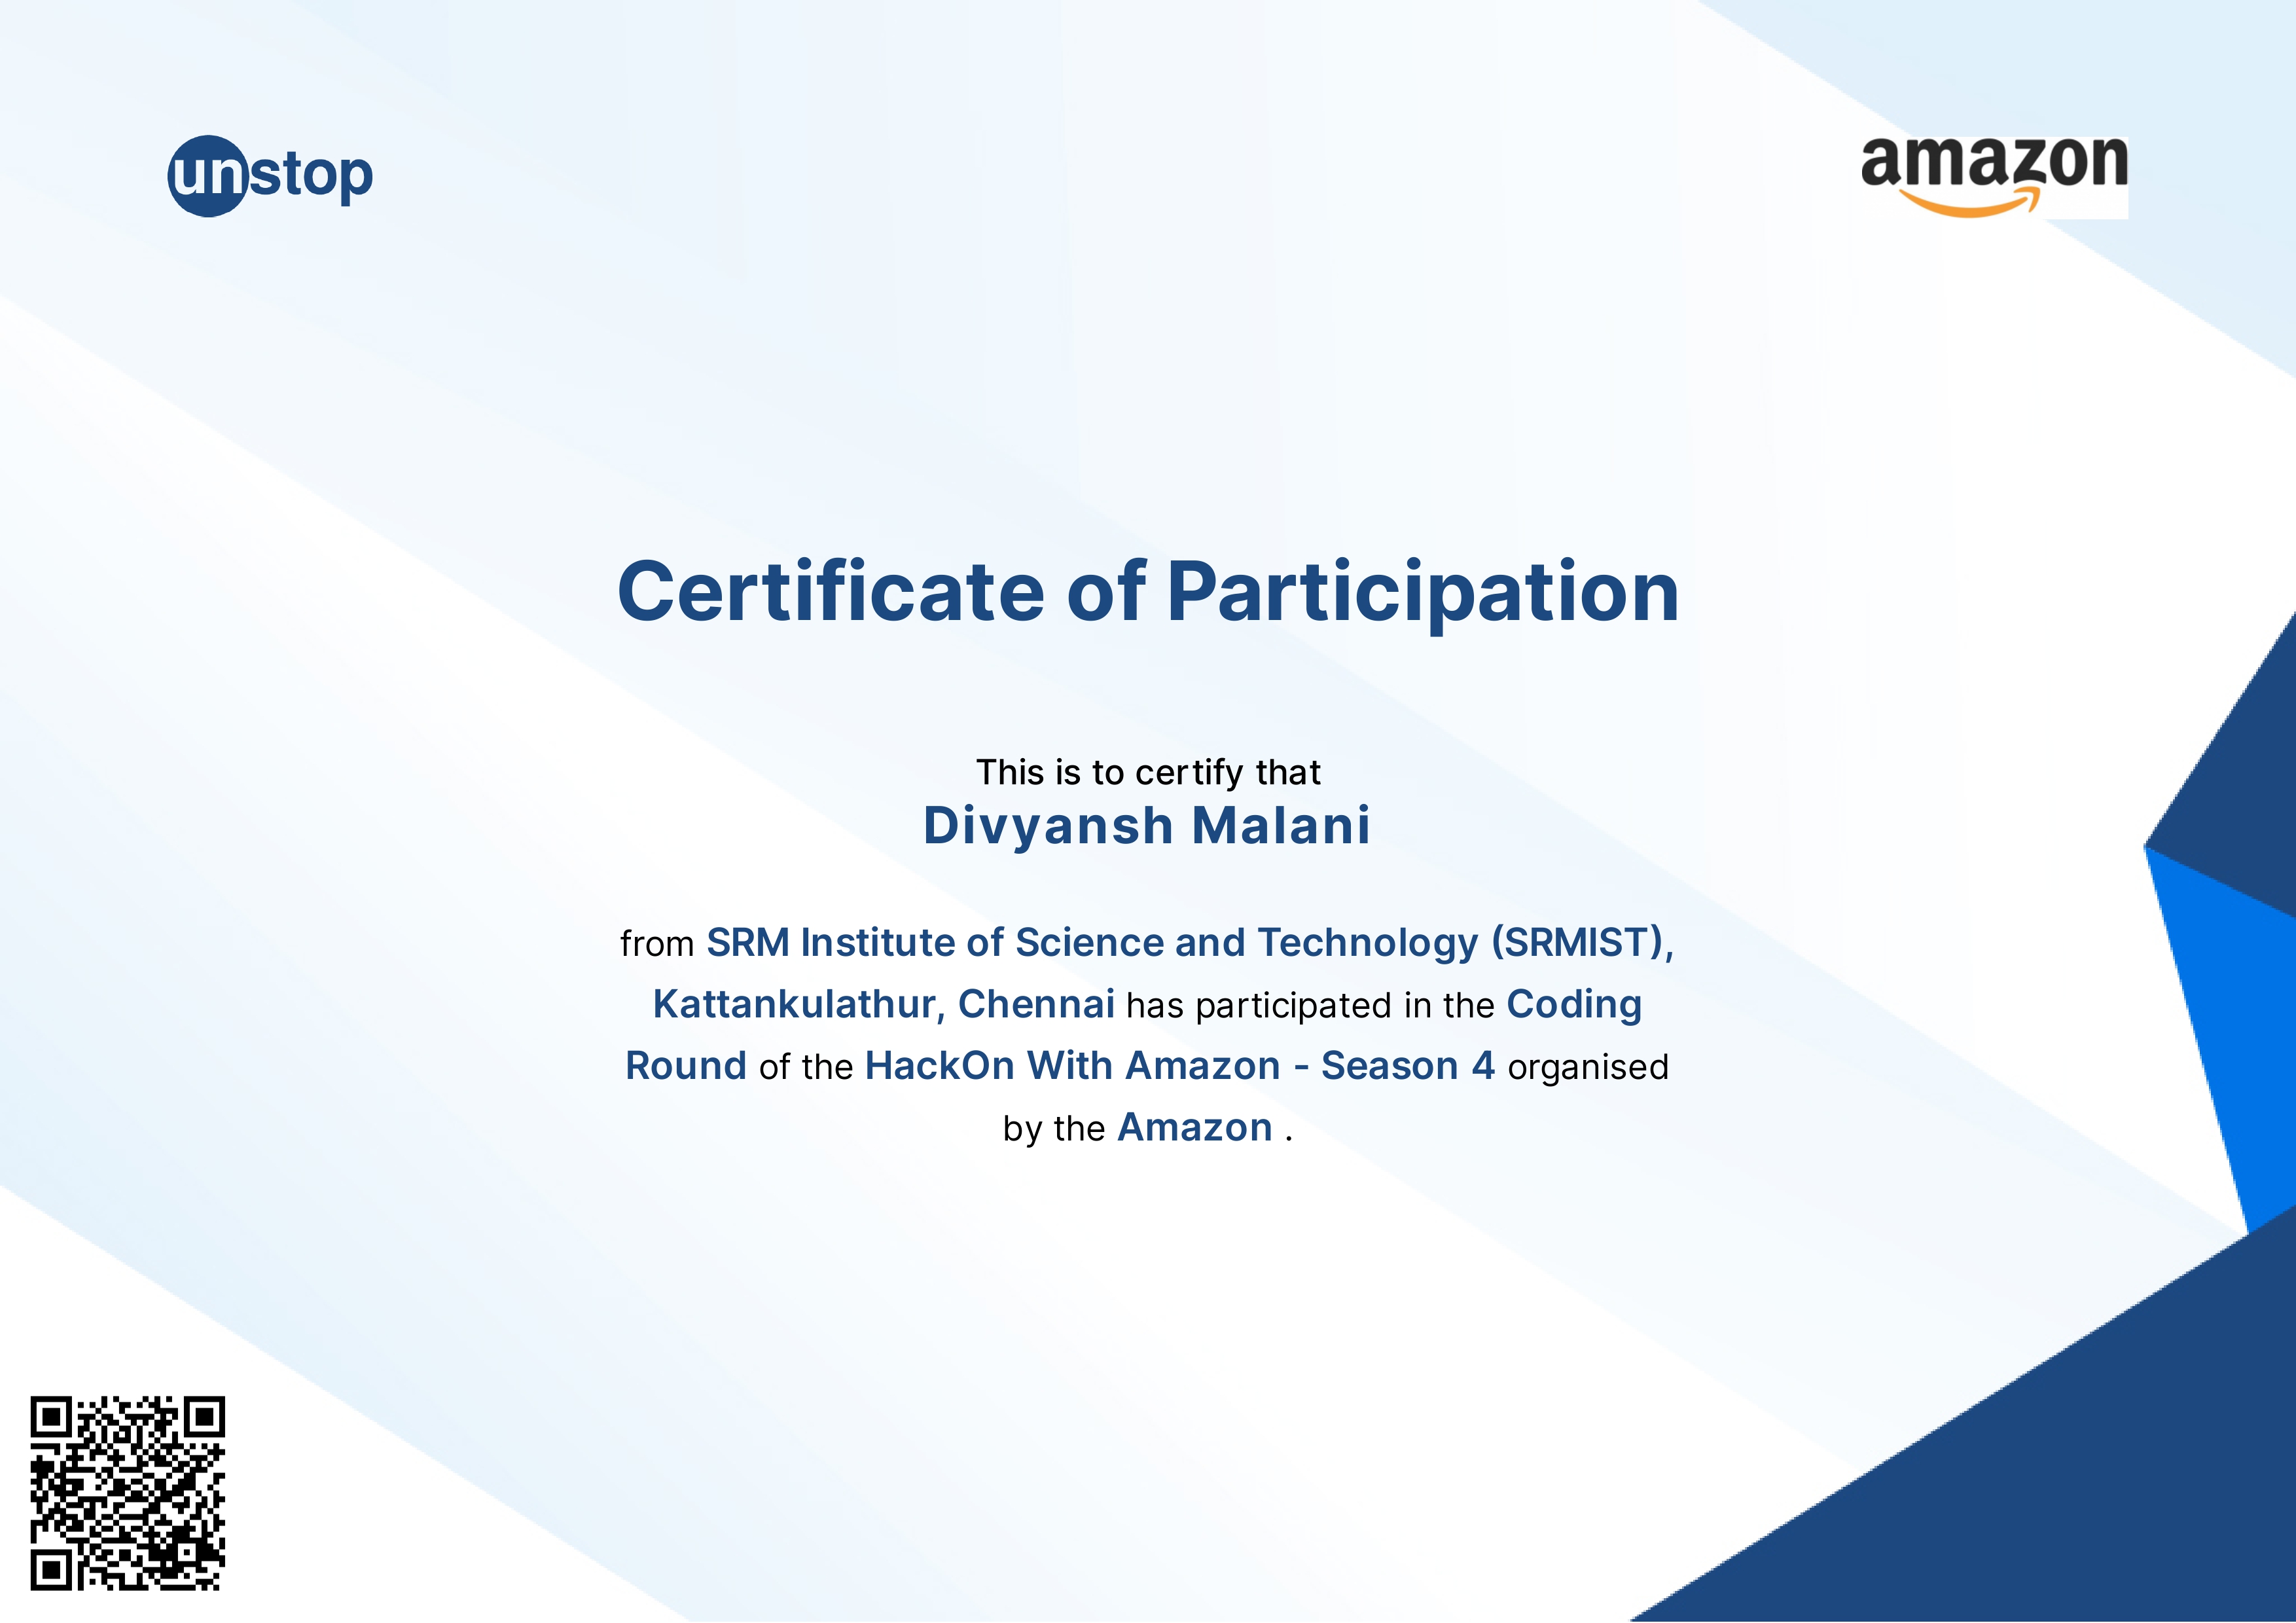 unstop
amazon
Certificate of Participation
This is to certify that
Divyansh Malani
from SRM Institute of Science and Technology (SRMIST),
Kattankulathur, Chennai has participated in the Coding
Round of the HackOn With Amazon - Season 4 organised
by the Amazon .